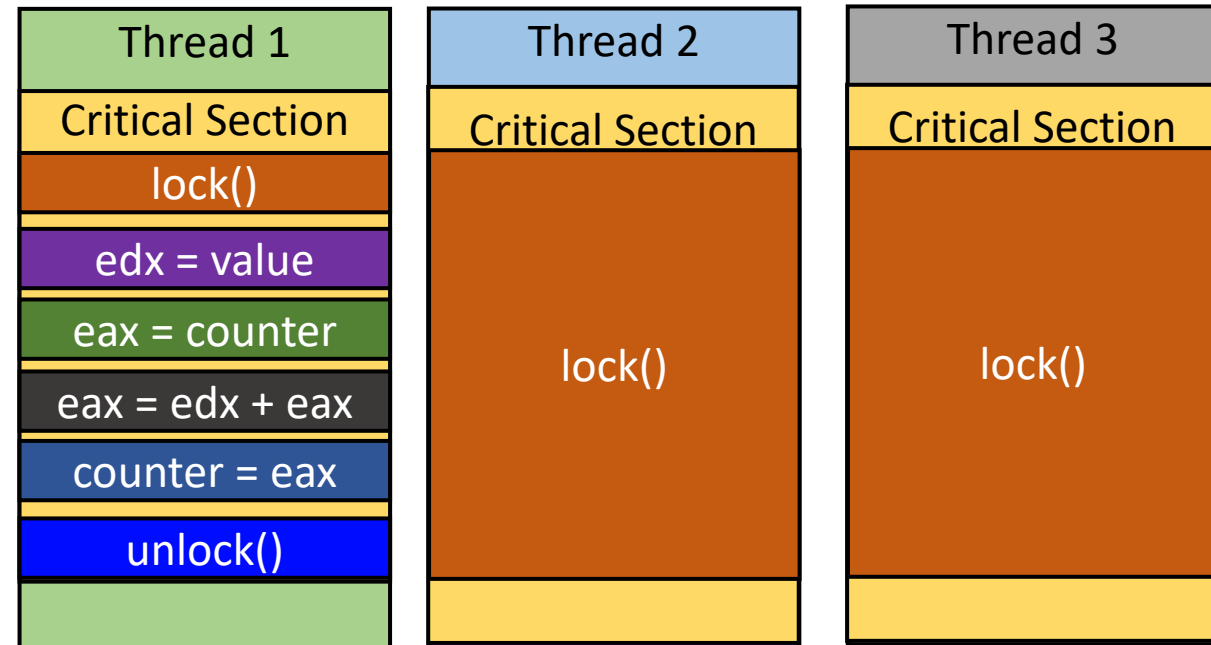 Thread 1
Critical Section
lock()
edx = value
eax = counter
eax = edx + eax
counter = eax
unlock()
Thread 2
Critical Section
lock()
Thread 3
Critical Section
lock()